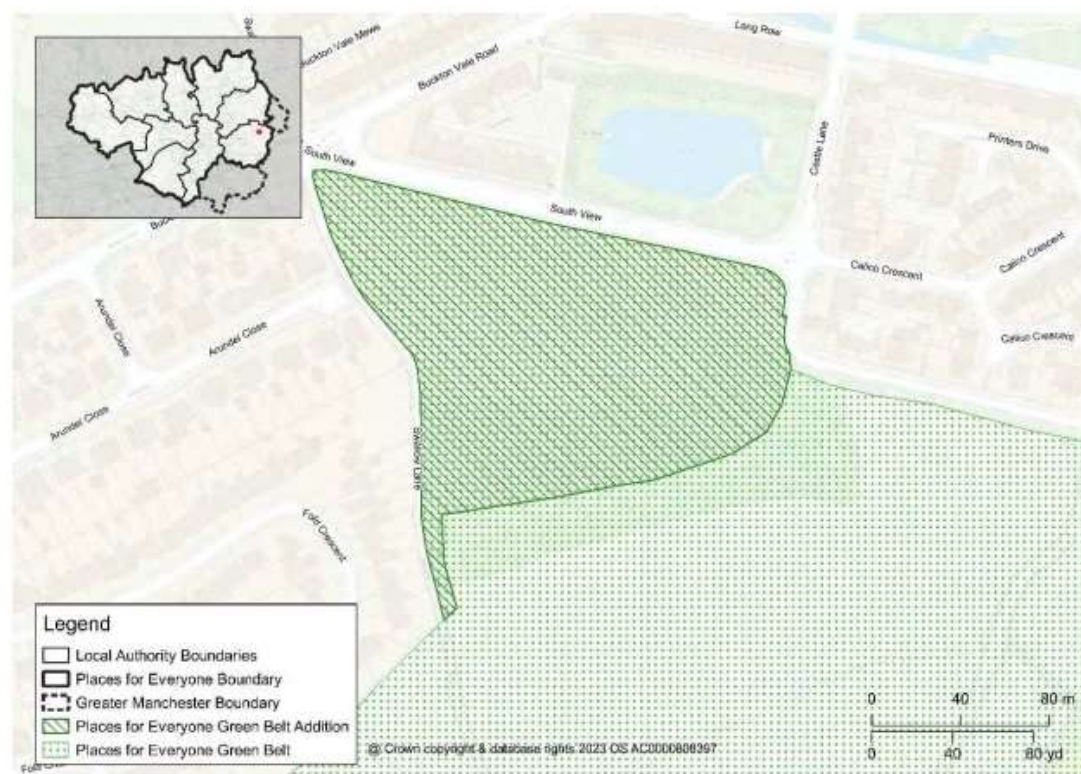 Long Row
Buckton Vale Mews
Buckton Vale Road
Castle Lane
Printers Drive
South View
South View
Calico Crescent
Calico Crescent
Calico Crescent
Arundel Close
Arundel Close
Arundel Close
Swallow Lane
Fold Crescent
Legend
Local Authority Boundaries
Places for Everyone Boundary
Greater Manchester Boundary
Places for Everyone Green Belt Addition
Places for Everyone Green Belt
@ Crown copyright & database rights 2023 OS AC0000808397
0 40 80 m
0 40 80 yd